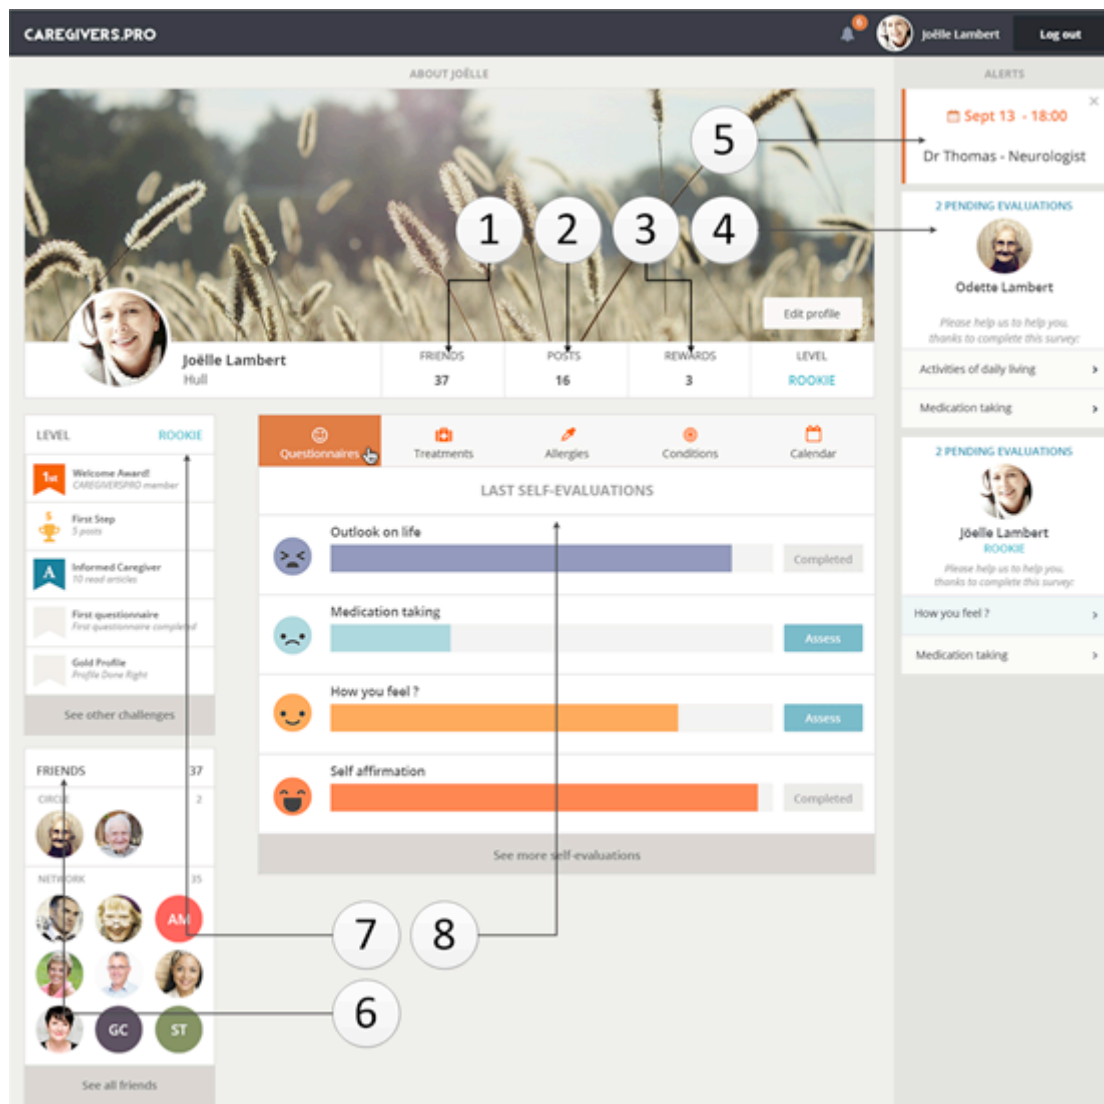 CAREGIVERS.PRO
6
Joëlle Lambert
Log out
ABOUT JOËLLE
ALERTS
Sept 13 - 18:00
Dr Thomas - Neurologist
5
1
2
3
4
2 PENDING EVALUATIONS
Odette Lambert
Please help us to help you,
thanks to complete this survey:
Activities of daily living
Medication taking
Edit profile
Joëlle Lambert
Hull
FRIENDS
37
POSTS
16
REWARDS
3
LEVEL
ROOKIE
LEVEL
ROOKIE
1st
Welcome Award!
CAREGIVERSPRO member
5
First Step
5 posts
A
Informed Caregiver
10 read articles
First questionnaire
First questionnaire completed
Gold Profile
Profile Done Right
See other challenges
Questionnaires
Treatments
Allergies
Conditions
Calendar
LAST SELF-EVALUATIONS
Outlook on life
Completed
Medication taking
Assess
How you feel ?
Assess
Self affirmation
Completed
See more self-evaluations
2 PENDING EVALUATIONS
Jöelle Lambert
ROOKIE
Please help us to help you,
thanks to complete this survey:
How you feel ?
Medication taking
FRIENDS
37
CIRCLE
2
NETWORK
35
AM
GC
ST
See all friends
7
8
6